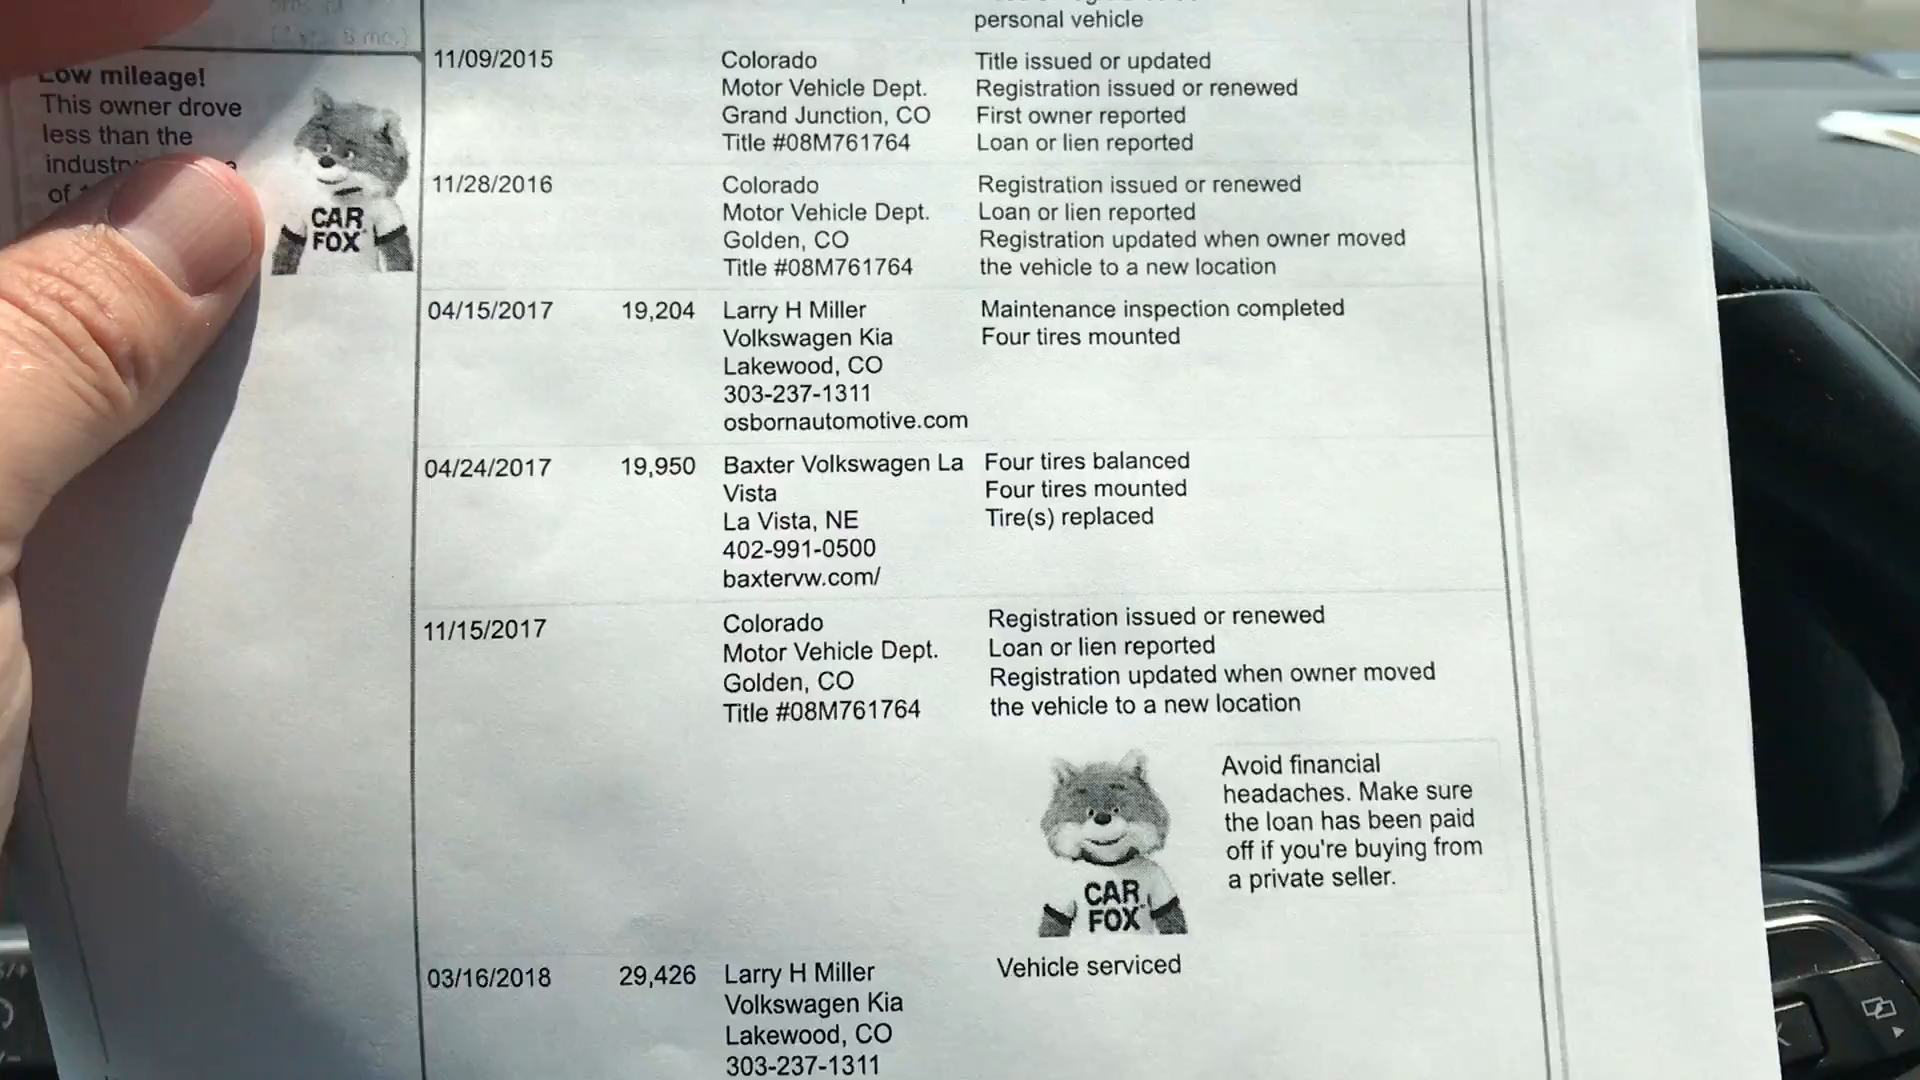 personal vehicle
Low mileage!
This owner drove
less than the
industry
of
CAR
FOX
11/09/2015 Colorado Title issued or updated
Motor Vehicle Dept. Registration issued or renewed
Grand Junction, CO First owner reported
Title #08M761764 Loan or lien reported
11/28/2016 Colorado Registration issued or renewed
Motor Vehicle Dept. Loan or lien reported
Golden, CO Registration updated when owner moved
Title #08M761764 the vehicle to a new location
04/15/2017 19,204 Larry H Miller Maintenance inspection completed
Volkswagen Kia Four tires mounted
Lakewood, CO
303-237-1311
osbornautomotive.com
04/24/2017 19,950 Baxter Volkswagen La Four tires balanced
Vista Four tires mounted
La Vista, NE Tire(s) replaced
402-991-0500
baxtervw.com/
11/15/2017 Colorado Registration issued or renewed
Motor Vehicle Dept. Loan or lien reported
Golden, CO Registration updated when owner moved
Title #08M761764 the vehicle to a new location
CAR
FOX
Avoid financial
headaches. Make sure
the loan has been paid
off if you're buying from
a private seller.
03/16/2018 29,426 Larry H Miller Vehicle serviced
Volkswagen Kia
Lakewood, CO
303-237-1311